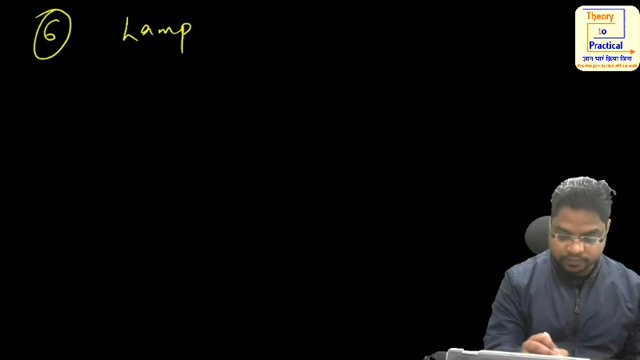 6 Lamp
Theory
to
Practical
ज्ञान भारं क्रिया विना